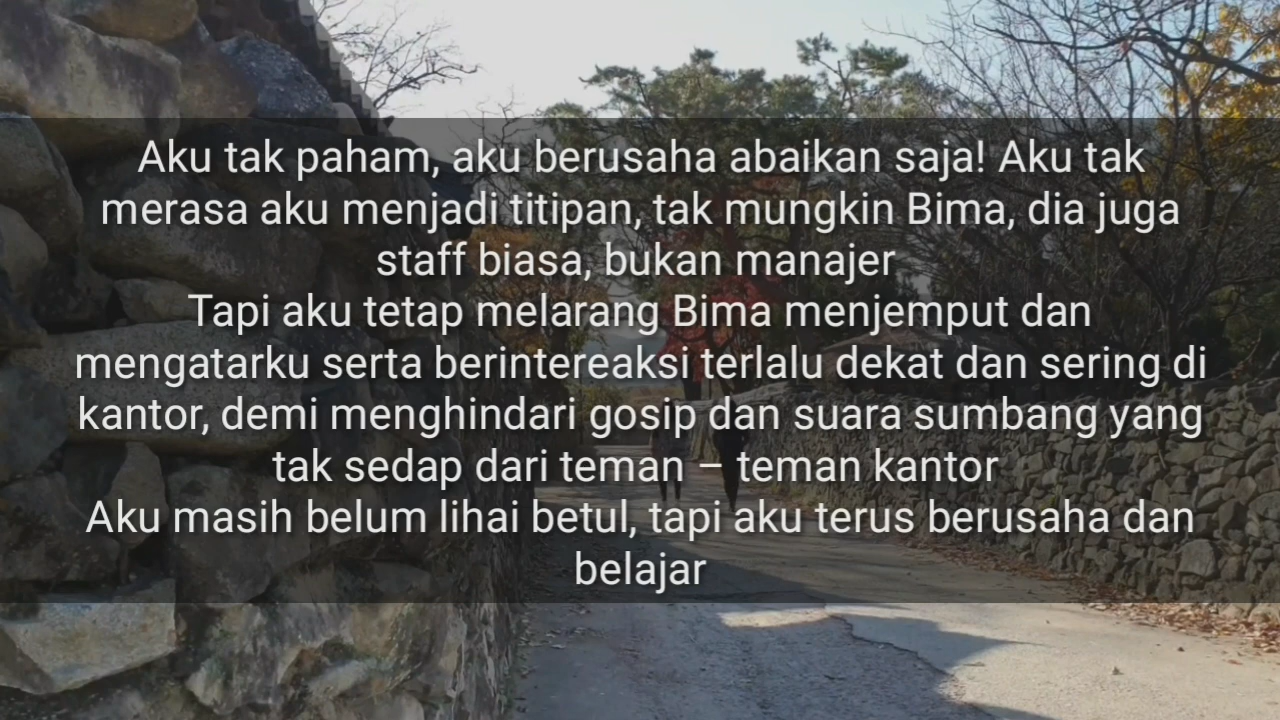 Aku tak paham, aku berusaha abaikan saja! Aku tak
merasa aku menjadi titipan, tak mungkin Bima, dia juga
staff biasa, bukan manajer
Tapi aku tetap melarang Bima menjemput dan
mengatarku serta berintereaksi terlalu dekat dan sering di
kantor, demi menghindari gosip dan suara sumbang yang
tak sedap dari teman – teman kantor
Aku masih belum lihai betul, tapi aku terus berusaha dan
belajar